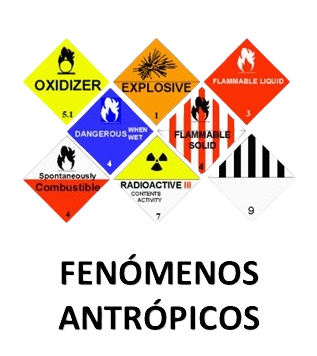 OXIDIZER
5.1
EXPLOSIVE
1
FLAMMABLE LIQUID
3
DANGEROUS WHEN
WET
4
FLAMMABLE
SOLID
4
Spontaneously
Combustible
4
RADIOACTIVE III
CONTENTS
ACTIVITY
7
9
FENÓMENOS
ANTRÓPICOS